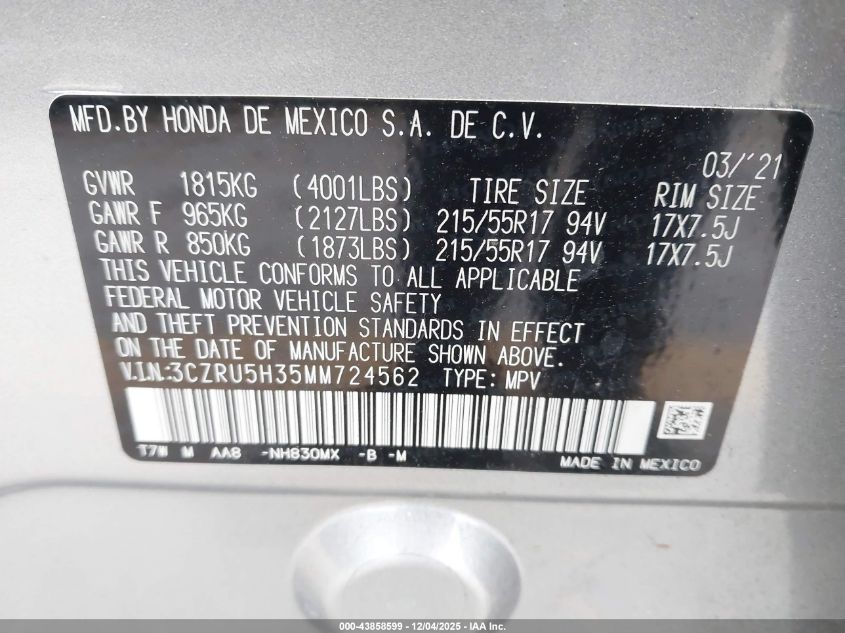 MFD.BY HONDA DE MEXICO S.A. DE C.V.
03/'21
GVWR 1815KG (4001LBS) TIRE SIZE RIM SIZE
GAWR F 965KG (2127LBS) 215/55R17 94V 17X7.5J
GAWR R 850KG (1873LBS) 215/55R17 94V 17X7.5J
THIS VEHICLE CONFORMS TO ALL APPLICABLE
FEDERAL MOTOR VEHICLE SAFETY
AND THEFT PREVENTION STANDARDS IN EFFECT
ON THE DATE OF MANUFACTURE SHOWN ABOVE.
V.I.N.:3CZRU5H35MM724562 TYPE: MPV
T7W M AA8 -NH830MX -B -M
MADE IN MEXICO
000-43858599 - 12/04/2025 - IAA Inc.